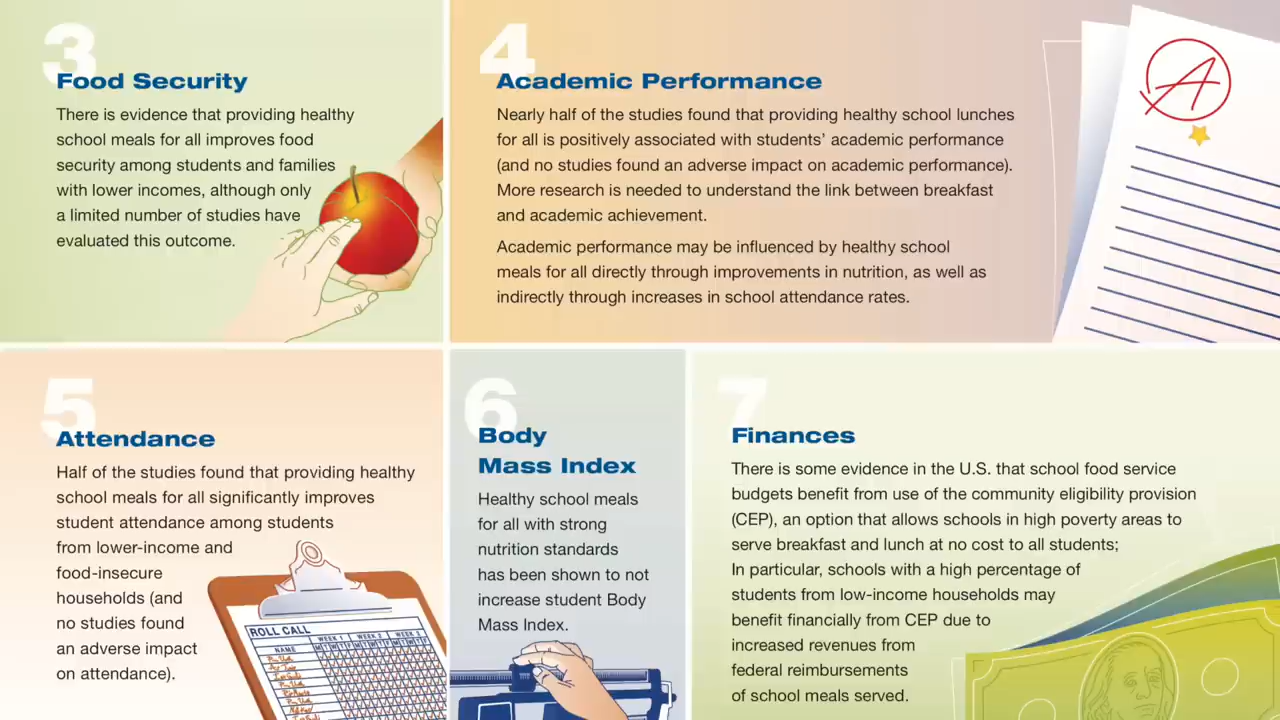 3
Food Security
There is evidence that providing healthy
school meals for all improves food
security among students and families
with lower incomes, although only
a limited number of studies have
evaluated this outcome.
4
Academic Performance
Nearly half of the studies found that providing healthy school lunches
for all is positively associated with students’ academic performance
(and no studies found an adverse impact on academic performance).
More research is needed to understand the link between breakfast
and academic achievement.
Academic performance may be influenced by healthy school
meals for all directly through improvements in nutrition, as well as
indirectly through increases in school attendance rates.
A
5
Attendance
Half of the studies found that providing healthy
school meals for all significantly improves
student attendance among students
from lower-income and
food-insecure
households (and
no studies found
an adverse impact
on attendance).
ROLL CALL
NAME
WEEK 1 WEEK 2 WEEK 3
6
Body
Mass Index
Healthy school meals
for all with strong
nutrition standards
has been shown to not
increase student Body
Mass Index.
7
Finances
There is some evidence in the U.S. that school food service
budgets benefit from use of the community eligibility provision
(CEP), an option that allows schools in high poverty areas to
serve breakfast and lunch at no cost to all students;
In particular, schools with a high percentage of
students from low-income households may
benefit financially from CEP due to
increased revenues from
federal reimbursements
of school meals served.